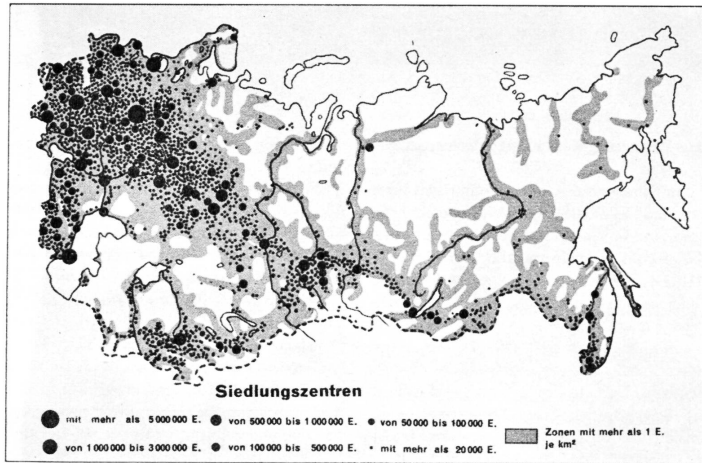 Siedlungszentren
mit mehr als 5 000 000 E.
von 500 000 bis 1 000 000 E.
von 50 000 bis 100 000 E.
von 1 000 000 bis 3 000 000 E.
von 100 000 bis 500 000 E.
mit mehr als 20 000 E.
Zonen mit mehr als 1 E.
je km²